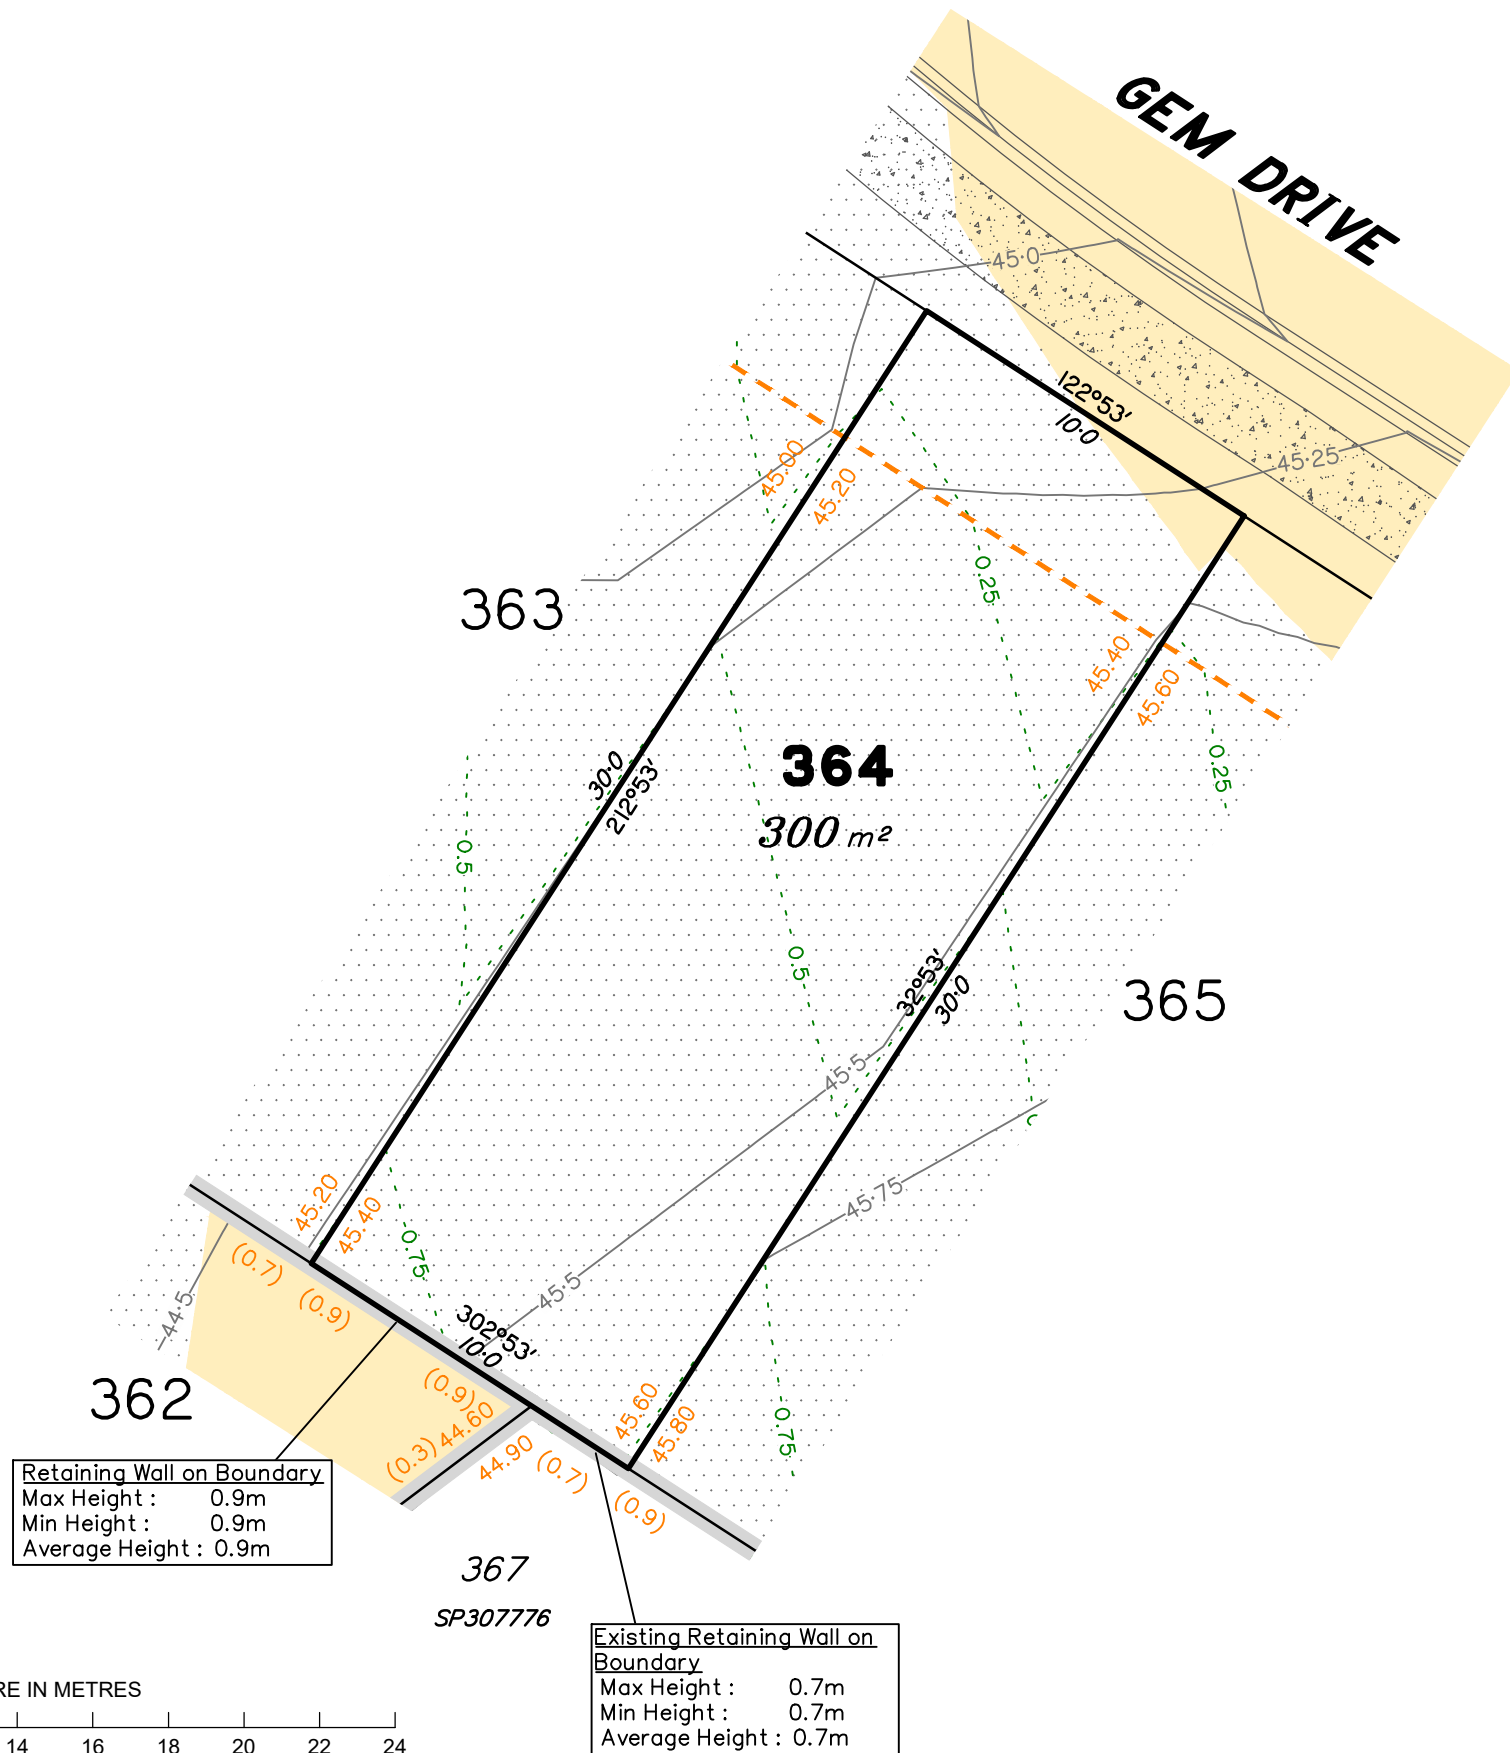 GEM DRIVE
45·0
122°53'
10·0
45·25
45.00
45.20
0.25
363
45.40
45.60
30·0
212°53'
364
300 m²
0.25
0.5
0.5
32°53'
30·0
365
45·5
45·75
45.20
45.40
0.75
(0.7)
(0.9)
44·5
45·5
302°53'
10·0
362
(0.9)
44.60
(0.3)
44.90
(0.7)
45.60
45.80
0.75
(0.9)
Retaining Wall on Boundary
Max Height : 0.9m
Min Height : 0.9m
Average Height : 0.9m
367
SP307776
Existing Retaining Wall on
Boundary
Max Height : 0.7m
Min Height : 0.7m
Average Height : 0.7m
RE IN METRES
14 16 18 20 22 24